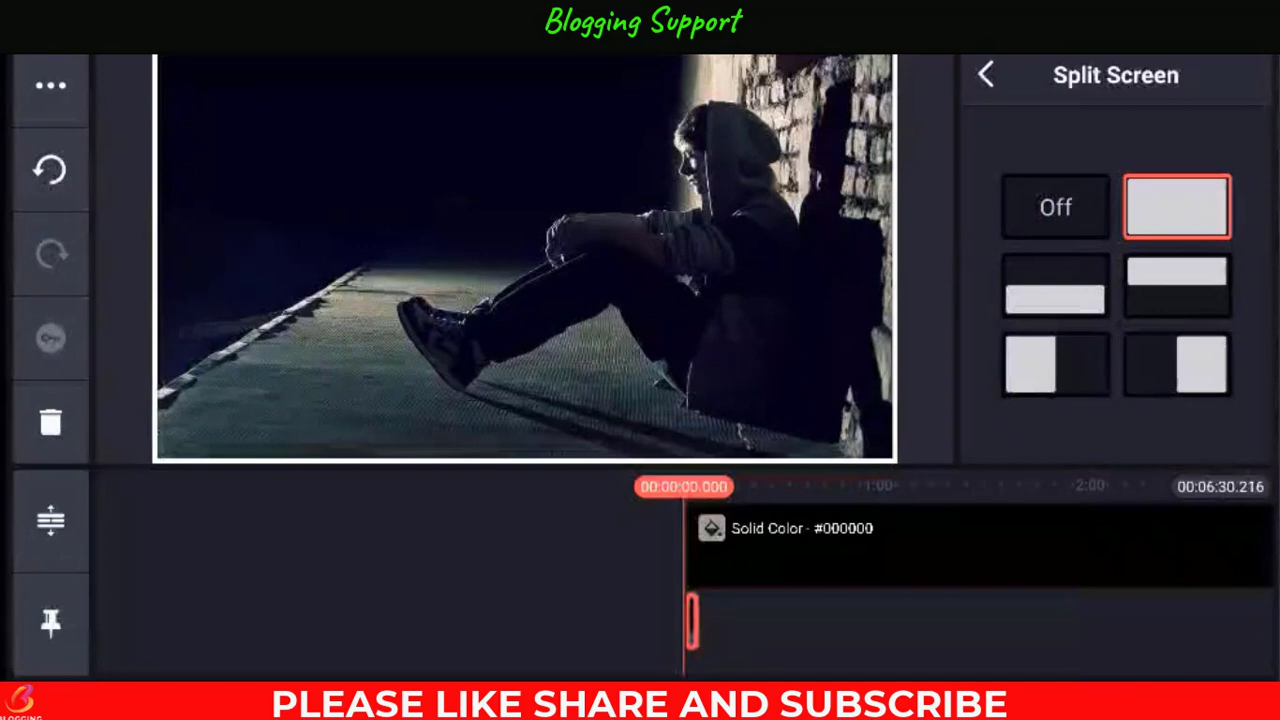 Blogging Support
Split Screen
Off
00:00:00.000
1:00
2:00
00:06:30.216
Solid Color - #000000
PLEASE LIKE SHARE AND SUBSCRIBE
BLOGGING